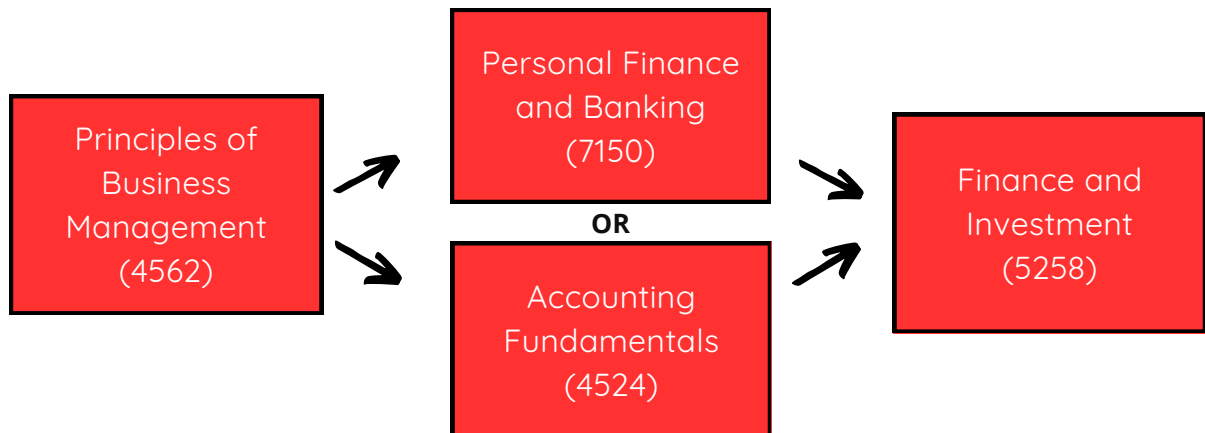 Principles of
Business
Management
(4562)
Personal Finance
and Banking
(7150)
OR
Accounting
Fundamentals
(4524)
Finance and
Investment
(5258)